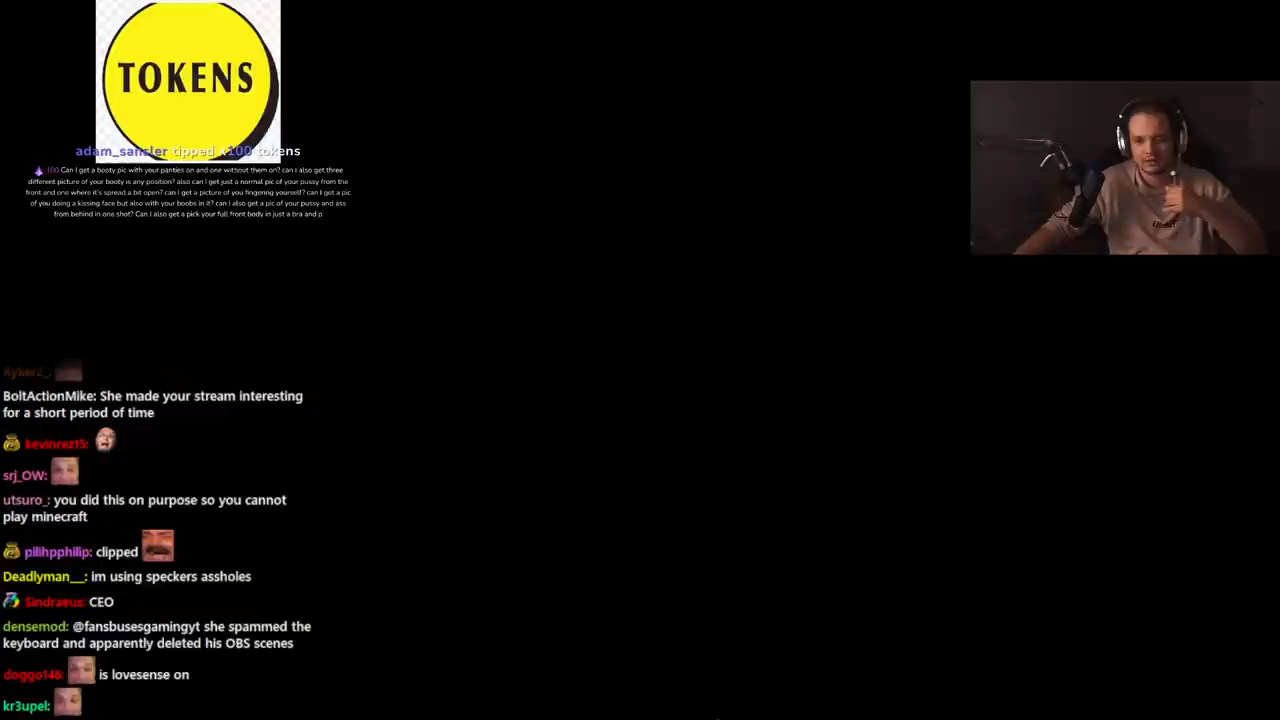 TOKENS
adam_sansler tipped x100 tokens
100 Can I get a booty pic with your panties on and one without them on? can I also get three
different picture of your booty is any position? also can I get just a normal pic of your pussy from the
front and one where it's spread a bit open? can I get a picture of you fingering yourself? can I get a pic
of you doing a kissing face but also with your boobs in it? can I also get a pic of your pussy and ass
from behind in one shot? Can I also get a pick your full front body in just a bra and p
BoltActionMike: She made your stream interesting
for a short period of time
kevinrez15:
srj_OW:
utsuro_: you did this on purpose so you cannot
play minecraft
pilihpphilip: clipped
Deadlyman___: im using speckers assholes
Sindraeus: CEO
densemod: @fansbusesgamingyt she spammed the
keyboard and apparently deleted his OBS scenes
doggo146: is lovesense on
kr3upel: